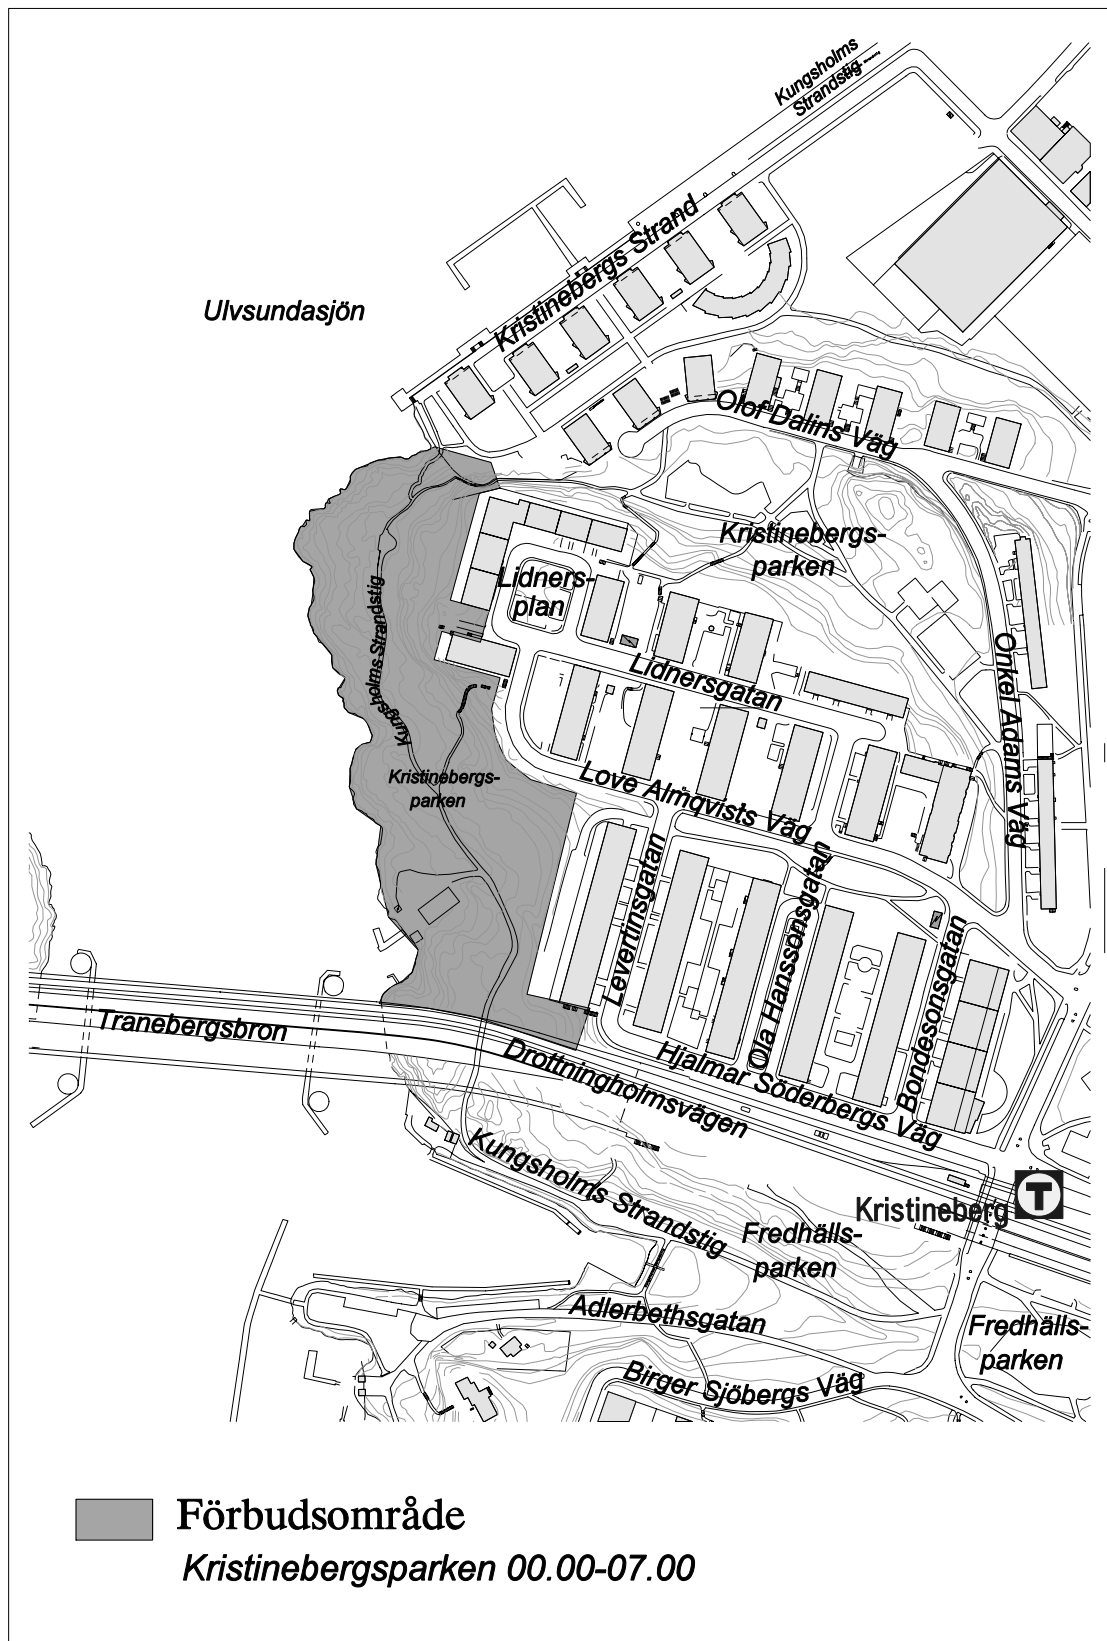 Kungsholms
Strandstig
Kristinebergs Strand
Ulvsundasjön
Olof Dalins Väg
Kristinebergs-
parken
Lidners-
plan
Kungsholms Strandstig
Lidnersgatan
Onkel Adams Väg
Kristinebergs-
parken
Love Almqvists Väg
Levertinsgatan
Ola Hanssonsgatan
Bondesonsgatan
Tranebergsbron
Drottningholmsvägen
Hjalmar Söderbergs Väg
Kungsholms Strandstig
Kristineberg T
Fredhälls-
parken
Adlerbethsgatan
Fredhälls-
parken
Birger Sjöbergs Väg
Förbudsområde
Kristinebergsparken 00.00-07.00